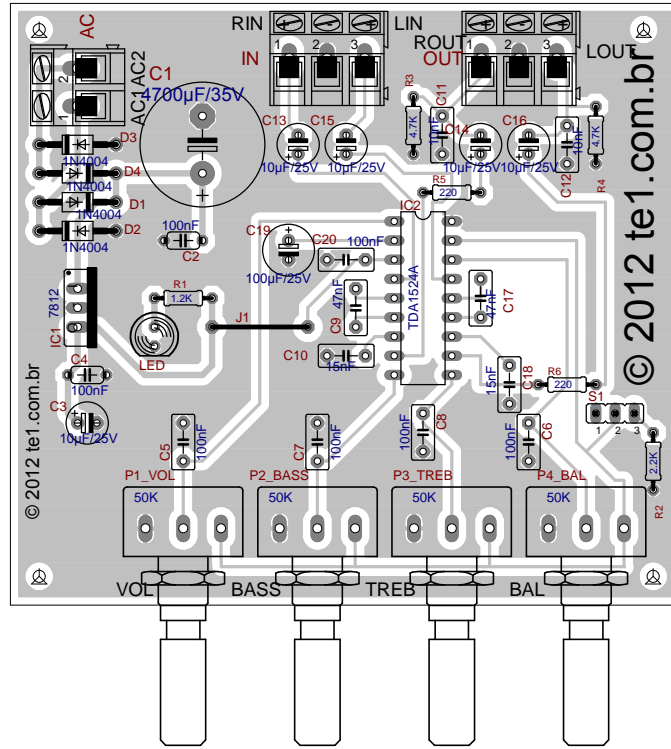 AC
RIN
LIN
IN
ROUT
OUT
LOUT
1
2
3
1
2
3
2
1
AC1 AC2
C1
4700µF/35V
C13
C15
10µF/25V
10µF/25V
R3
4.7K
C11
10nF
C14
C16
10µF/25V
10µF/25V
C12
10nF
4.7K
R4
D3
1N4004
D4
1N4004
D1
1N4004
D2
1N4004
100nF
C2
R5
220
IC2
TDA1524A
C19
100µF/25V
C20
100nF
47nF
C9
C17
47nF
C10
15nF
7812
IC1
R1
1.2K
LED
J1
C4
100nF
C3
10µF/25V
C18
15nF
R6
220
S1
1
2
3
2.2K
R2
C5
100nF
C7
100nF
C8
100nF
C6
100nF
P1_VOL
50K
P2_BASS
50K
P3_TREB
50K
P4_BAL
50K
VOL
BASS
TREB
BAL
© 2012 te1.com.br
© 2012 te1.com.br